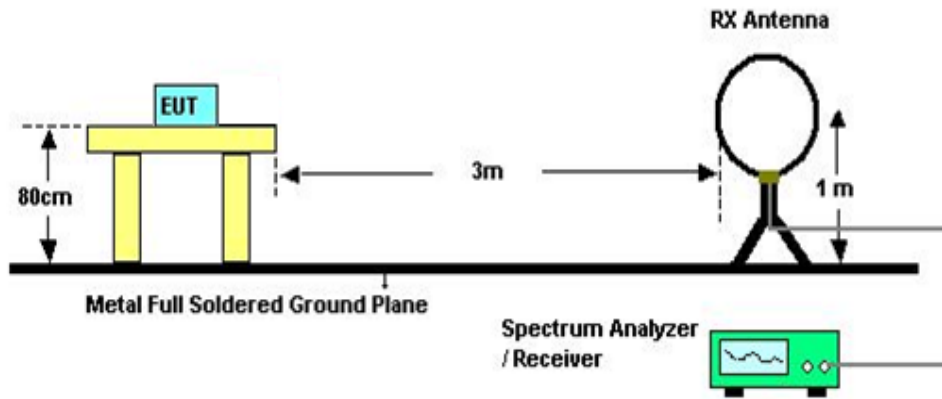 RX Antenna
EUT
3m
80cm
1 m
Metal Full Soldered Ground Plane
Spectrum Analyzer
/ Receiver